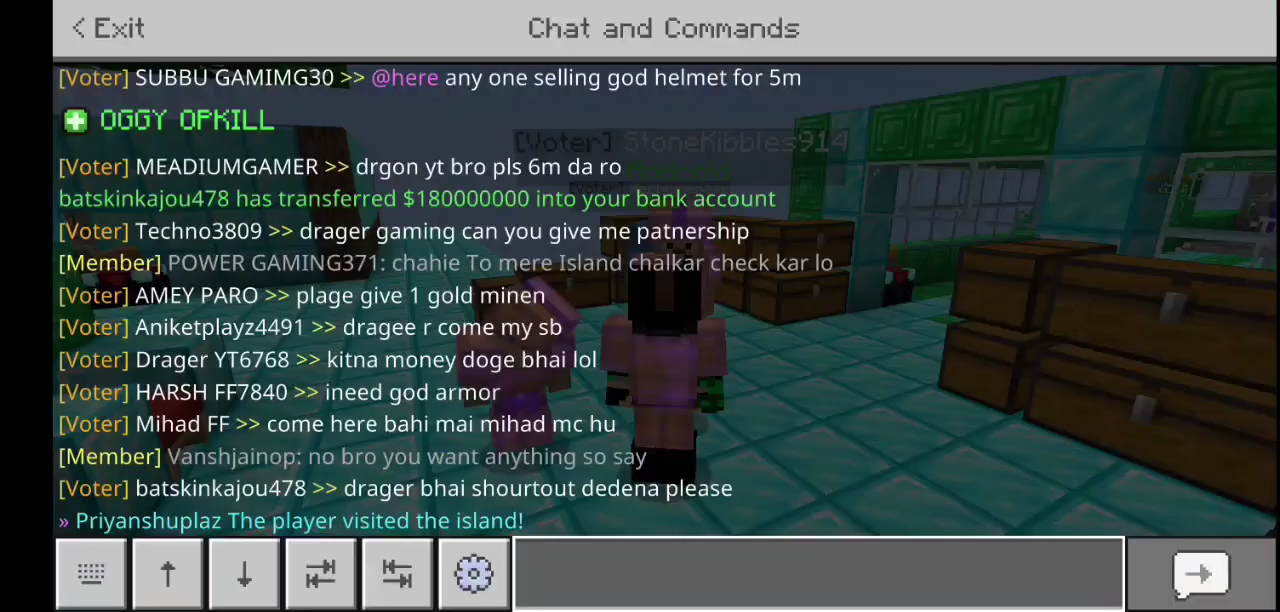 < Exit
Chat and Commands
[Voter] SUBBU GAMIMG30 >> @here any one selling god helmet for 5m
OGGY OPKILL
[Voter] StoneKibbles914
[Voter] MEADIUMGAMER >> drgon yt bro pls 6m da ro
batskinkajou478 has transferred $180000000 into your bank account
[Voter] Techno3809 >> drager gaming can you give me patnership
[Member] POWER GAMING371: chahie To mere Island chalkar check kar lo
[Voter] AMEY PARO >> plage give 1 gold minen
[Voter] Aniketplayz4491 >> dragee r come my sb
[Voter] Drager YT6768 >> kitna money doge bhai lol
[Voter] HARSH FF7840 >> ineed god armor
[Voter] Mihad FF >> come here bahi mai mihad mc hu
[Member] Vanshjainop: no bro you want anything so say
[Voter] batskinkajou478 >> drager bhai shourtout dedena please
» Priyanshuplaz The player visited the island!